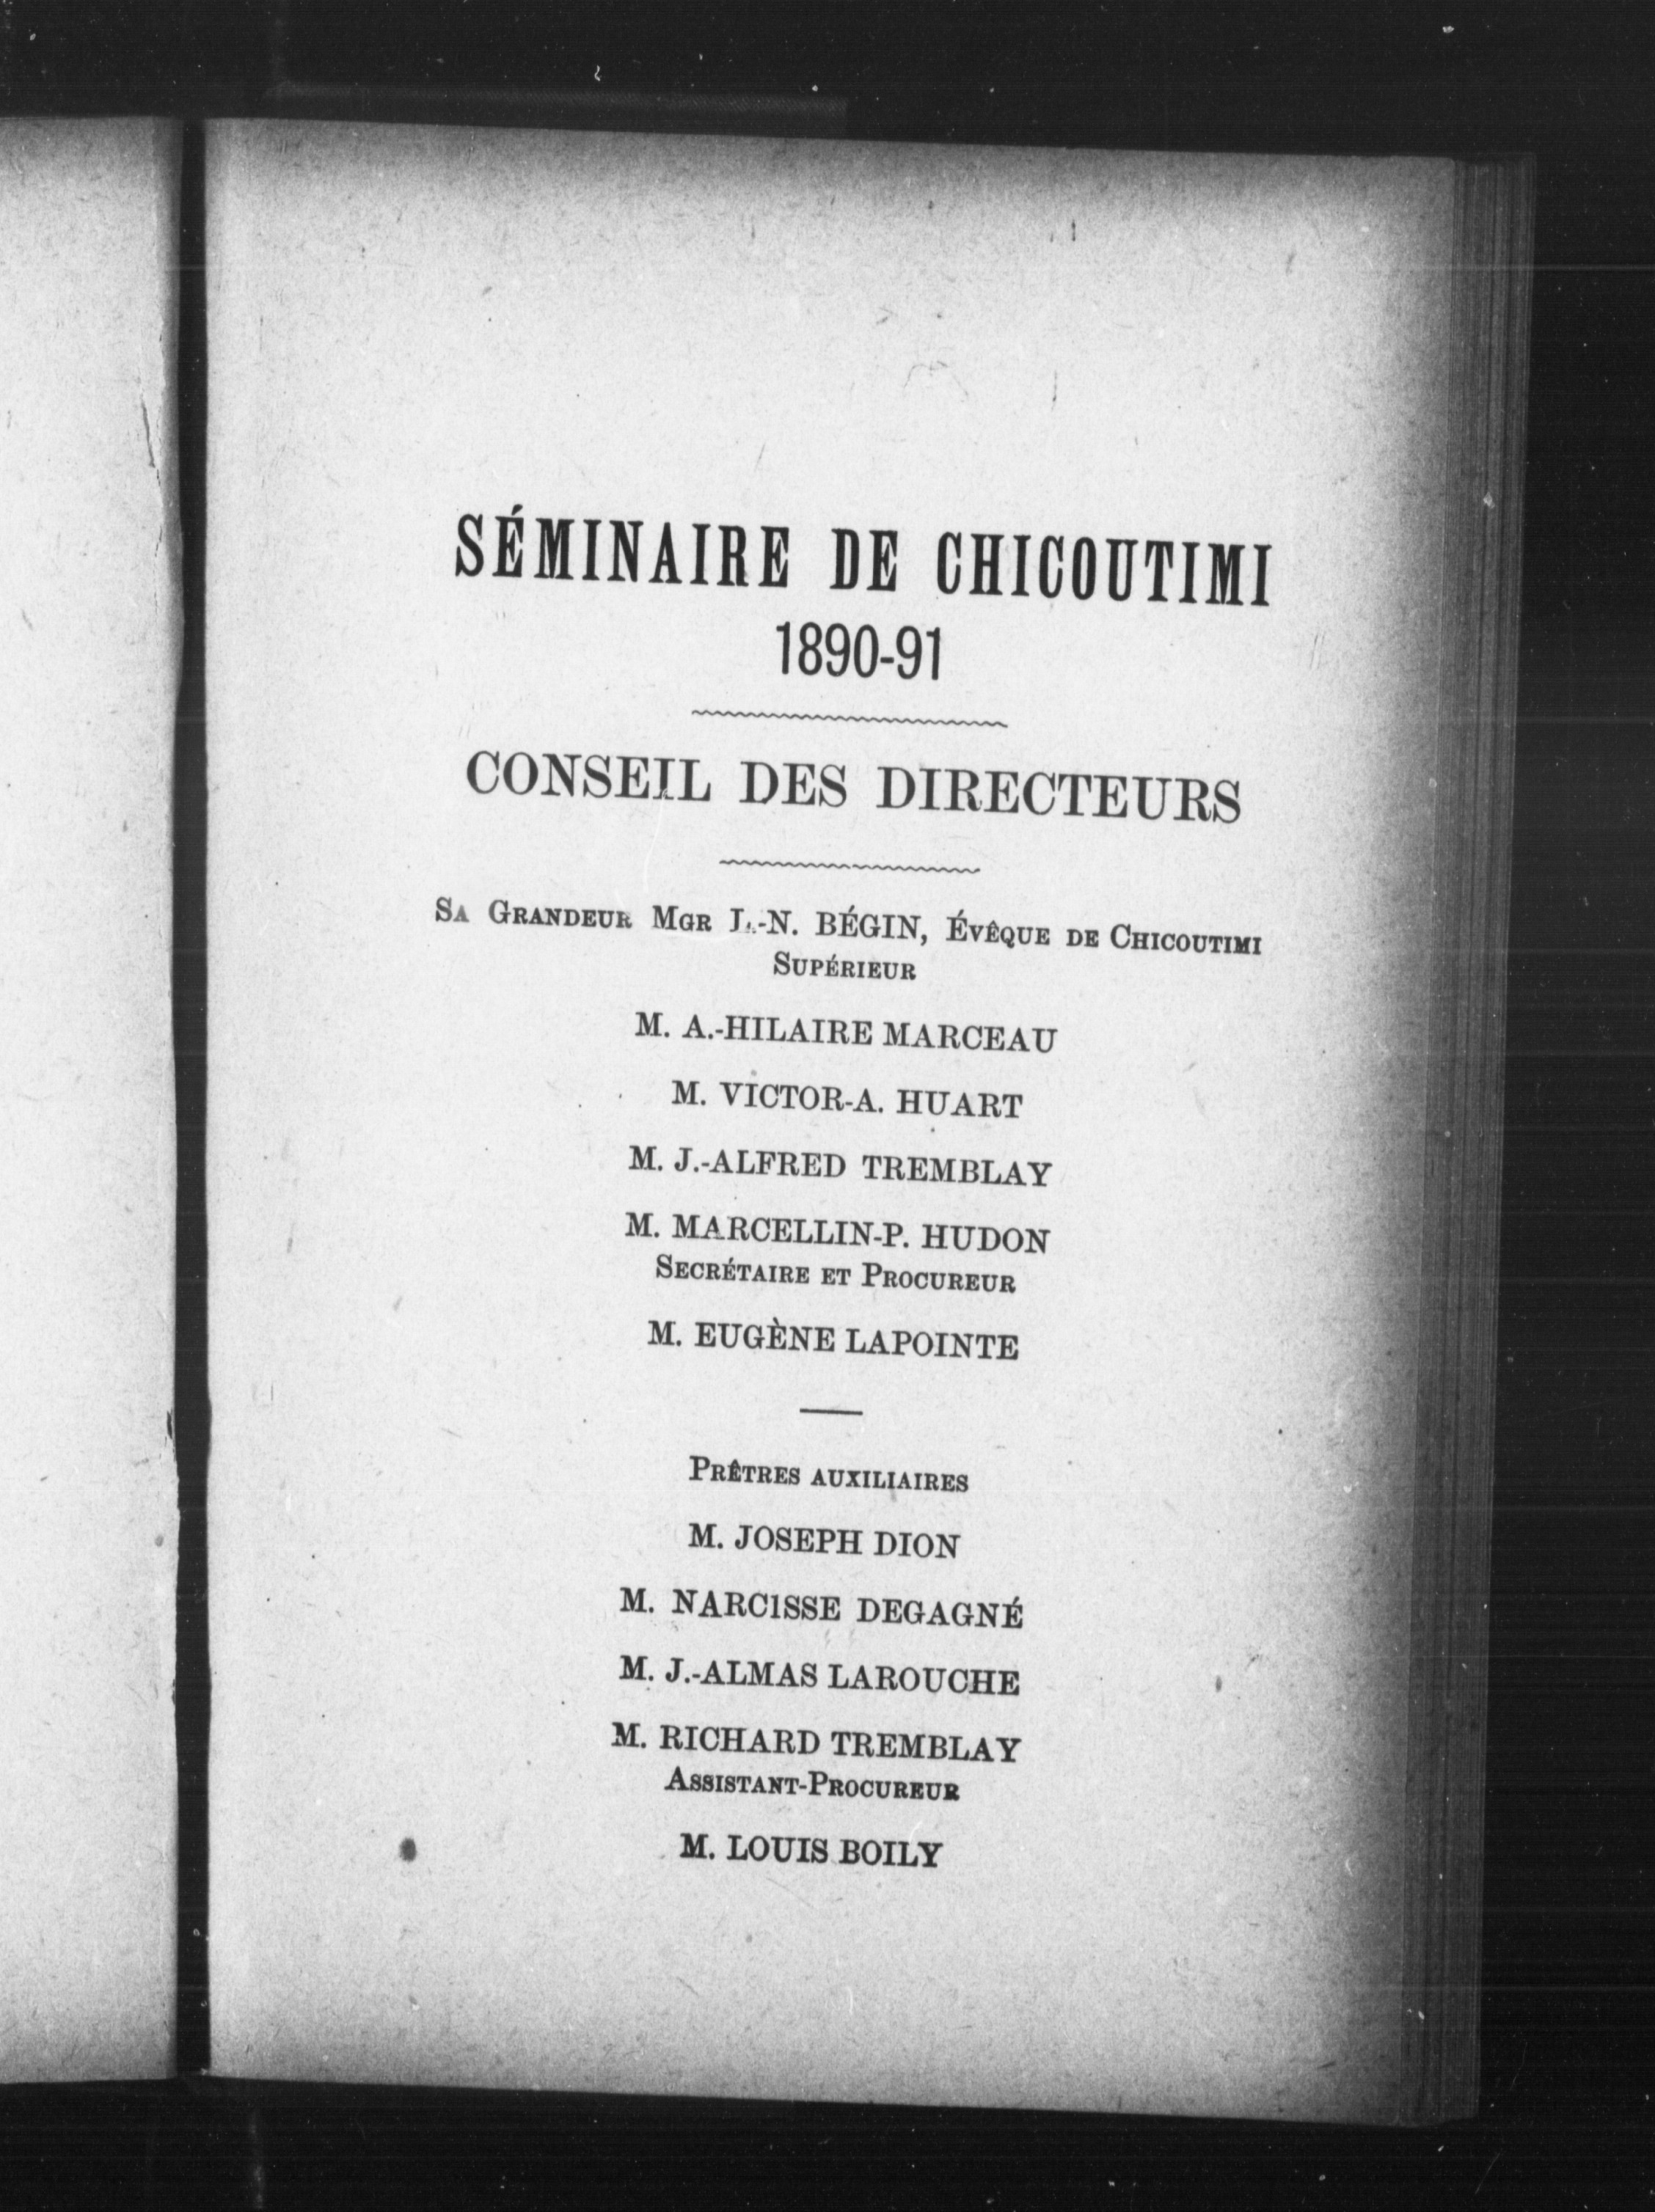 SÉMINAIRE DE CHICOUTIMI
1890-91
CONSEIL DES DIRECTEURS
SA GRANDEUR MGR L.-N. BÉGIN, ÉVÊQUE DE CHICOUTIMI
SUPÉRIEUR
M. A.-HILAIRE MARCEAU
M. VICTOR-A. HUART
M. J.-ALFRED TREMBLAY
M. MARCELLIN-P. HUDON
SECRÉTAIRE ET PROCUREUR
M. EUGÈNE LAPOINTE
PRÊTRES AUXILIAIRES
M. JOSEPH DION
M. NARC1SSE DEGAGNÉ
M. J.-ALMAS LAROUCHE
M. RICHARD TREMBLAY
ASSISTANT-PROCUREUR
M. LOUIS BOILY